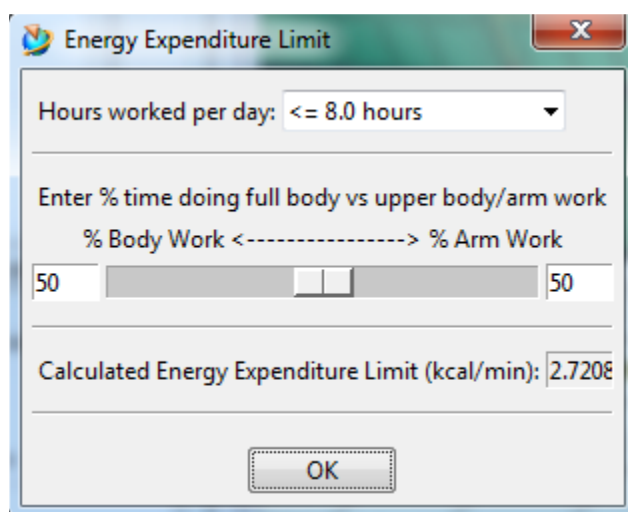 Energy Expenditure Limit
Hours worked per day: <= 8.0 hours
Enter % time doing full body vs upper body/arm work
% Body Work <----------------> % Arm Work
50 50
Calculated Energy Expenditure Limit (kcal/min): 2.7208
OK